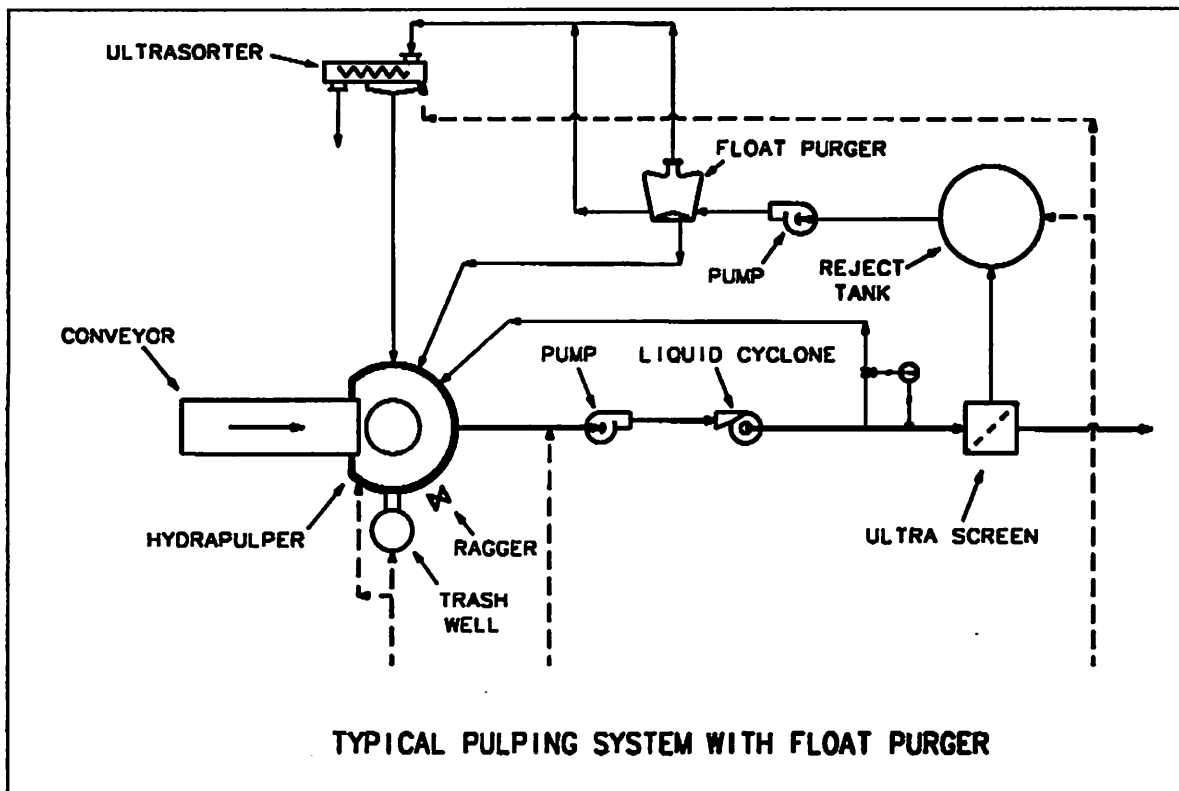 ULTRASORTER
FLOAT PURGER
PUMP
REJECT
TANK
CONVEYOR
PUMP
LIQUID CYCLONE
HYDRAPULPER
RAGGER
ULTRA SCREEN
TRASH
WELL
TYPICAL PULPING SYSTEM WITH FLOAT PURGER